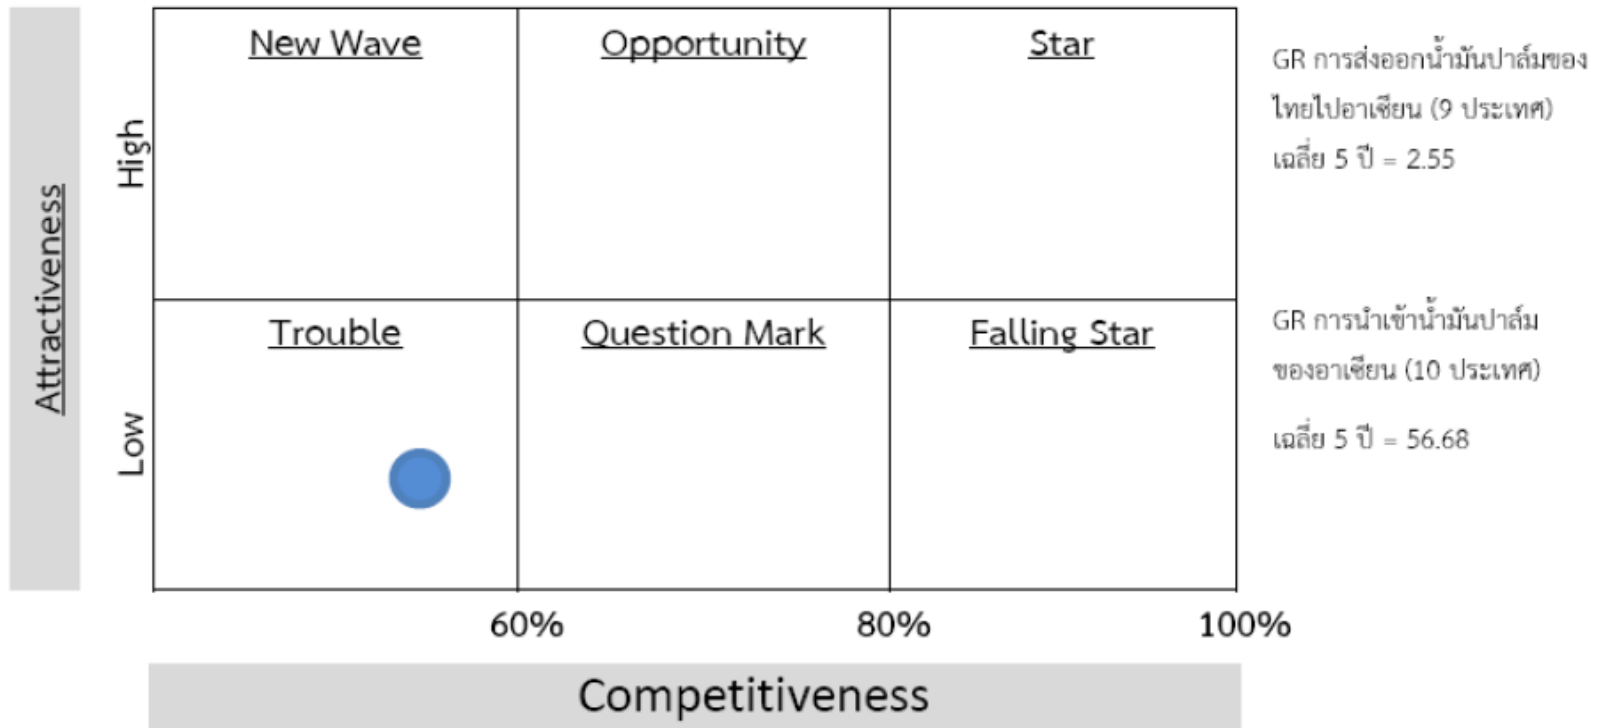 New Wave
Opportunity
Star
High
Trouble
Question Mark
Falling Star
Low
Attractiveness
60%
80%
100%
Competitiveness
GR การส่งออกน้ำมันปาล์มของ
ไทยไปอาเซียน (9 ประเทศ)
เฉลี่ย 5 ปี = 2.55
GR การนำเข้าน้ำมันปาล์ม
ของอาเซียน (10 ประเทศ)
เฉลี่ย 5 ปี = 56.68